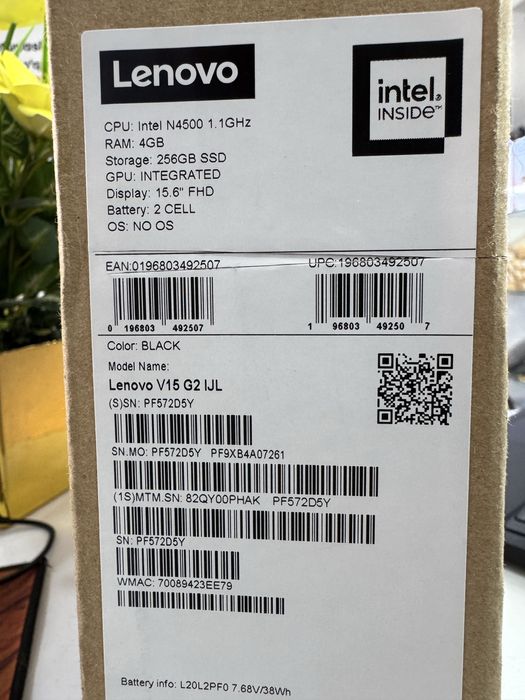 Lenovo
intel
INSIDE™
CPU: Intel N4500 1.1GHz
RAM: 4GB
Storage: 256GB SSD
GPU: INTEGRATED
Display: 15.6" FHD
Battery: 2 CELL
OS: NO OS
EAN:0196803492507 UPC:196803492507
0 196803 492507 1 96803 49250 7
Color: BLACK
Model Name:
Lenovo V15 G2 IJL
(S)SN: PF572D5Y
SN.MO: PF572D5Y PF9XB4A07261
(1S)MTM.SN: 82QY00PHAK PF572D5Y
SN: PF572D5Y
WMAC: 70089423EE79
Battery info: L20L2PF0 7.68V/38Wh